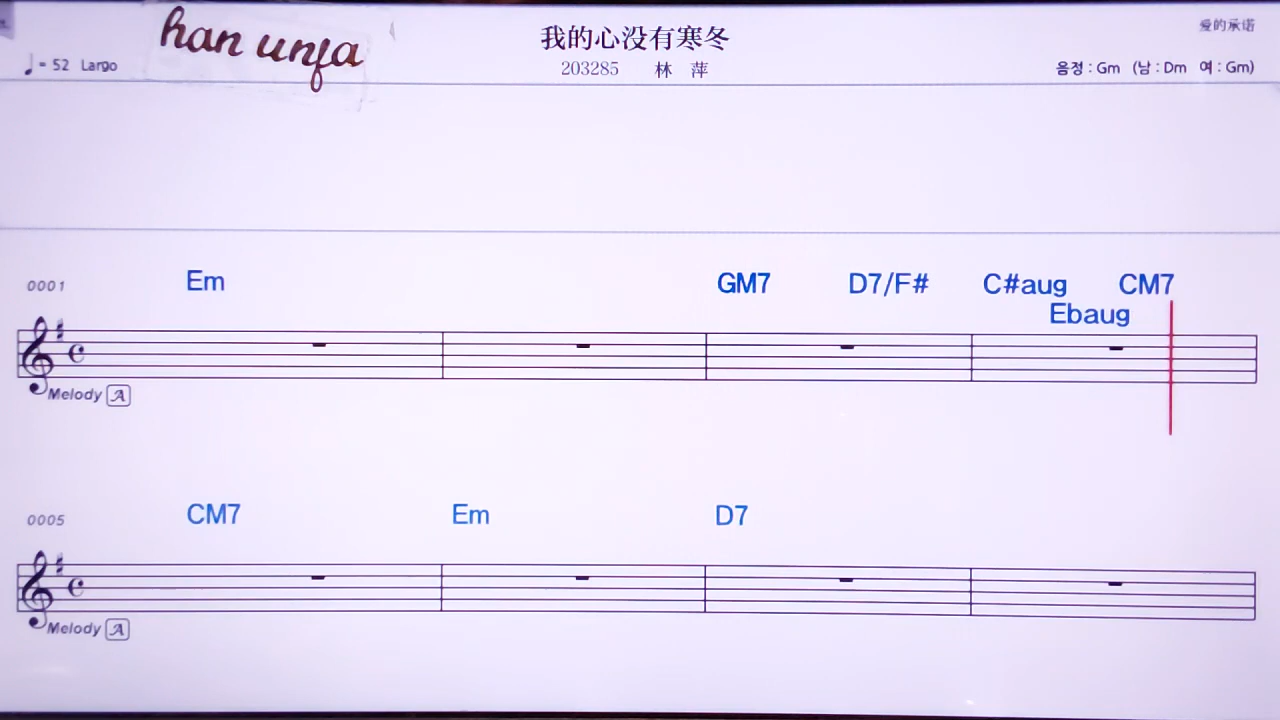 han unfa
我的心没有寒冬
爱的承诺
♩ = 52 Largo
203285 林 萍
음정 : Gm (남 : Dm 여 : Gm)
0001 Em GM7 D7/F# C#aug CM7
Ebaug
Melody A
0005 CM7 Em D7
Melody A